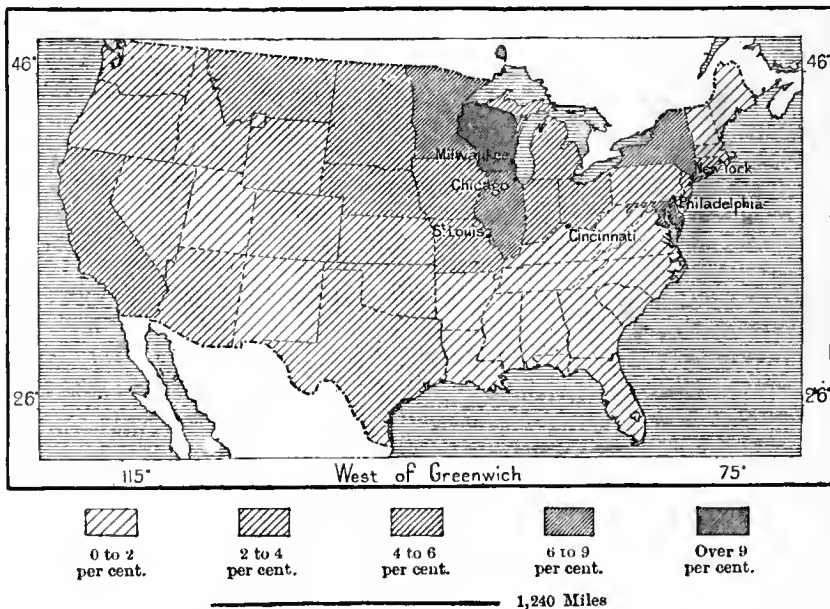 46° 46°
Milwaukee
New York
Chicago
Philadelphia
St Louis
Cincinnati
26° 26°
115° West of Greenwich 75°
0 to 2
per cent.
2 to 4
per cent.
4 to 6
per cent.
6 to 9
per cent.
Over 9
per cent.
1,240 Miles